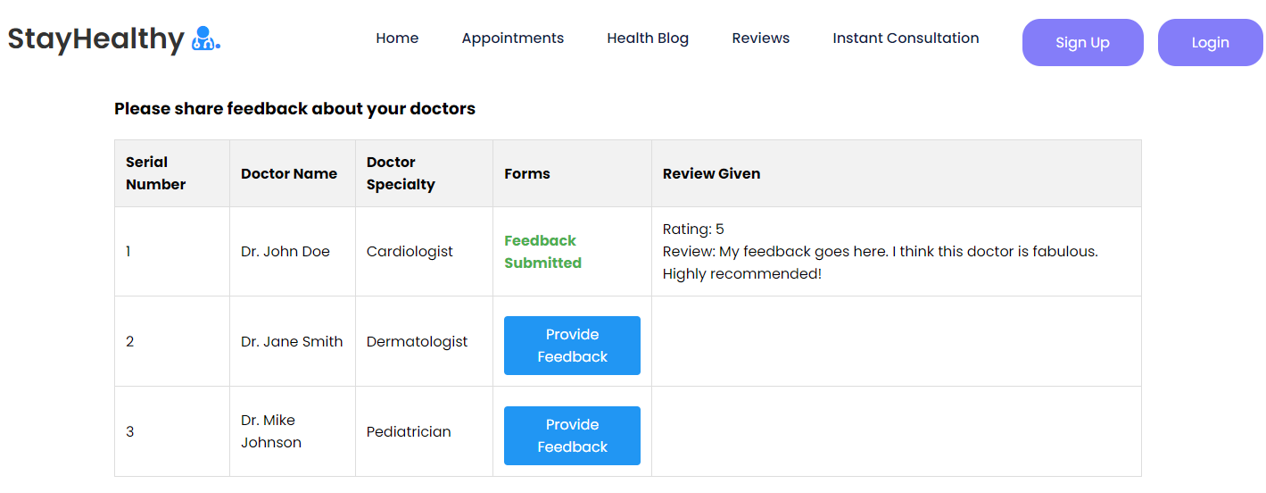 StayHealthy
Home Appointments Health Blog Reviews Instant Consultation Sign Up Login
Please share feedback about your doctors
Serial Number Doctor Name Doctor Specialty Forms Review Given
1 Dr. John Doe Cardiologist Feedback Submitted Rating: 5
Review: My feedback goes here. I think this doctor is fabulous.
Highly recommended!
2 Dr. Jane Smith Dermatologist Provide Feedback
3 Dr. Mike Johnson Pediatrician Provide Feedback